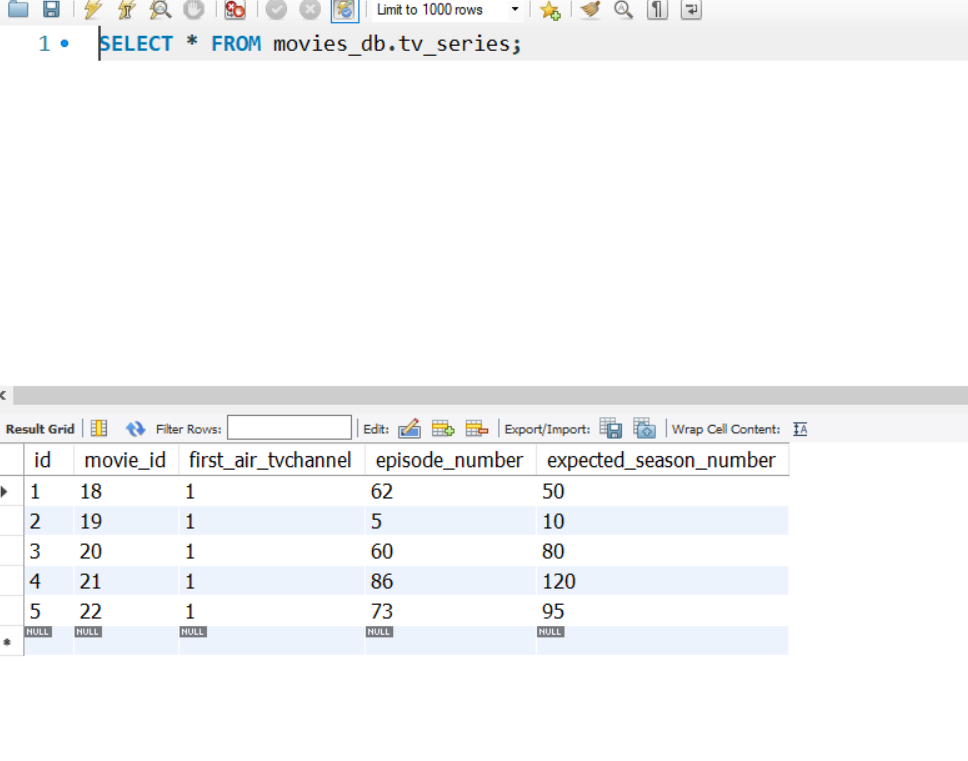 Limit to 1000 rows
1 SELECT * FROM movies_db.tv_series;
Result Grid Filter Rows: Edit: Export/Import: Wrap Cell Content:
id movie_id first_air_tvchannel episode_number expected_season_number
1 18 1 62 50
2 19 1 5 10
3 20 1 60 80
4 21 1 86 120
5 22 1 73 95
NULL NULL NULL NULL NULL